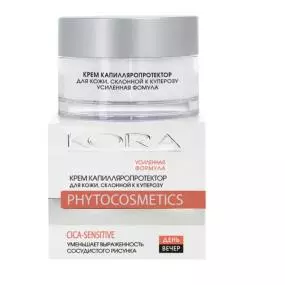 КРЕМ КАПИЛЛЯРОПРОТЕКТОР
ДЛЯ КОЖИ, СКЛОННОЙ К КУПЕРОЗУ
УСИЛЕННАЯ ФОРМУЛА
KORA
УСИЛЕННАЯ
ФОРМУЛА
КРЕМ КАПИЛЛЯРОПРОТЕКТОР
ДЛЯ КОЖИ, СКЛОННОЙ К КУПЕРОЗУ
PHYTOCOSMETICS
CICA-SENSITIVE
УМЕНЬШАЕТ ВЫРАЖЕННОСТЬ
СОСУДИСТОГО РИСУНКА
ДЕНЬ
ВЕЧЕР